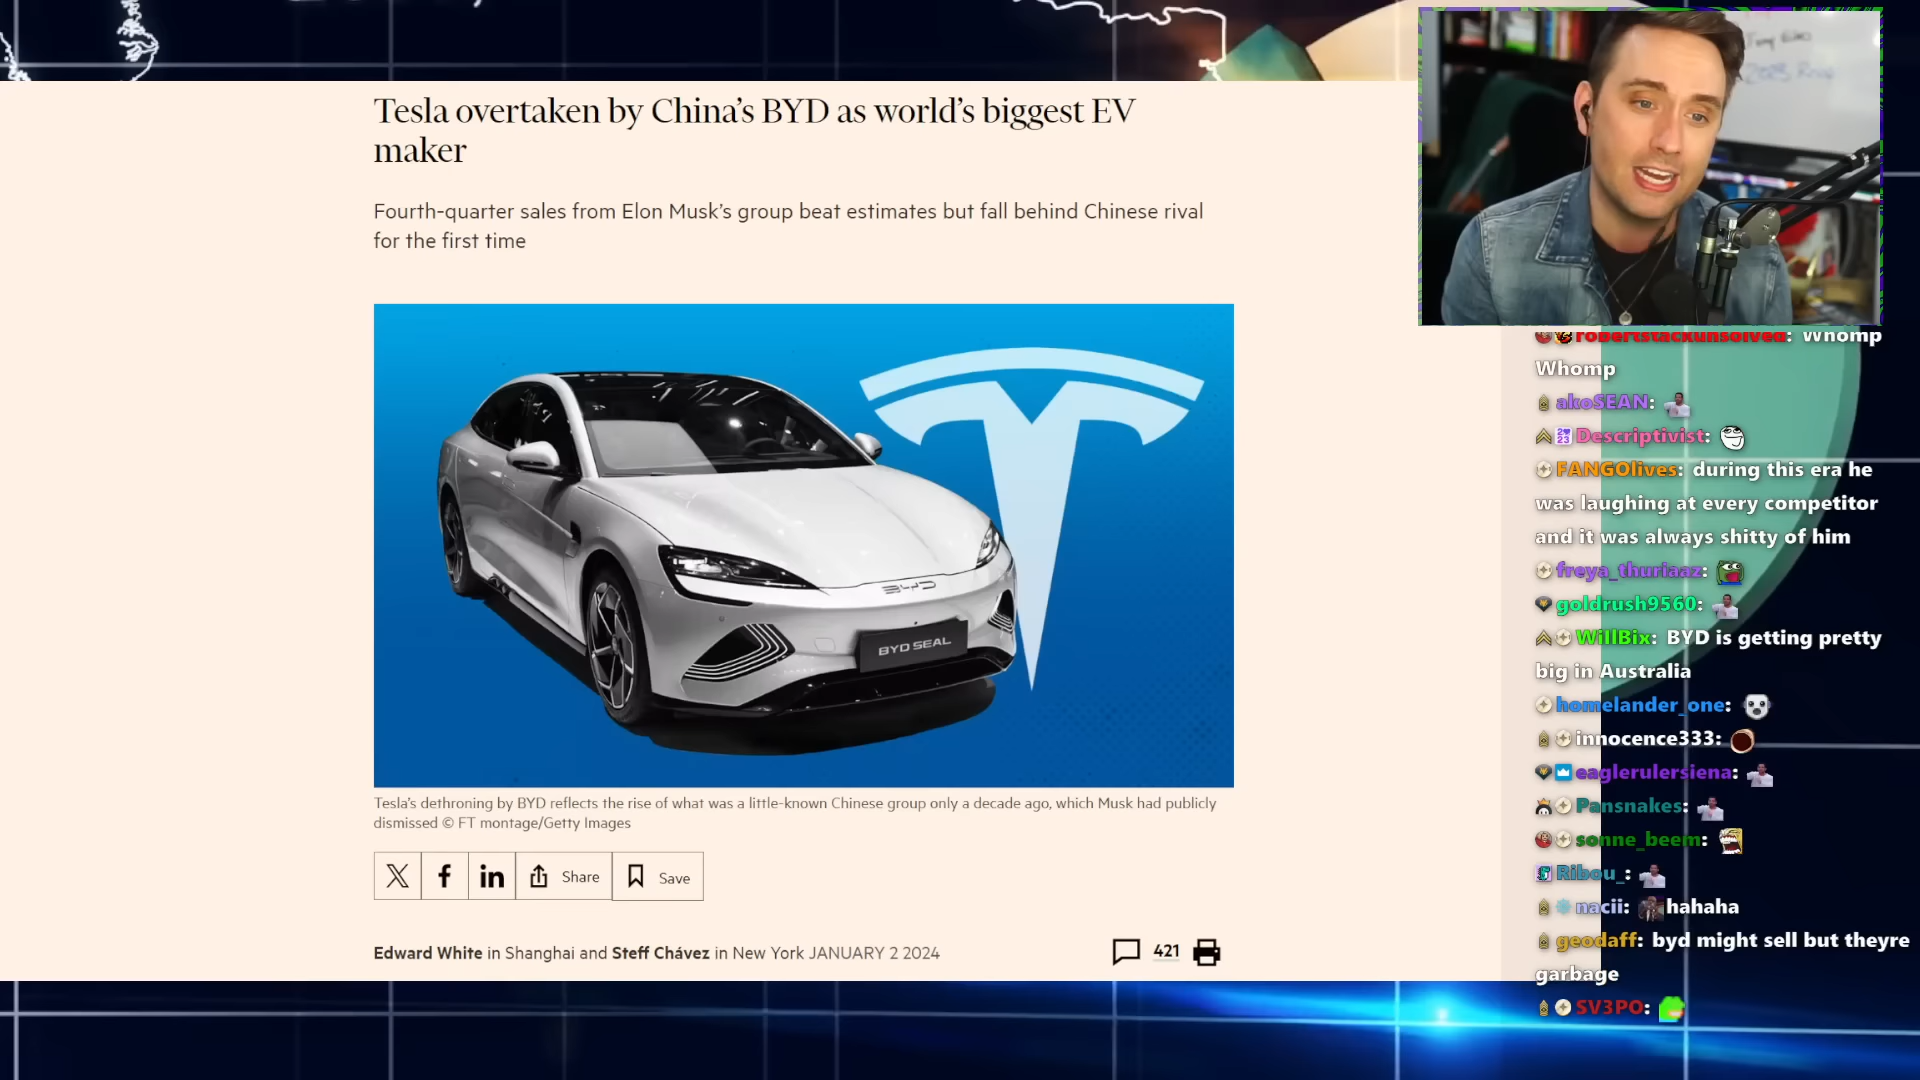 Tesla overtaken by China's BYD as world's biggest EV
maker
Fourth-quarter sales from Elon Musk's group beat estimates but fall behind Chinese rival
for the first time
BYD
BYD SEAL
Tesla's dethroning by BYD reflects the rise of what was a little-known Chinese group only a decade ago, which Musk had publicly
dismissed © FT montage/Getty Images
Share
Save
Edward White in Shanghai and Steff Chávez in New York JANUARY 2 2024
421
robertstackunsolved: Whomp
Whomp
akoSEAN:
Descriptivist:
FANGOlives: during this era he
was laughing at every competitor
and it was always shitty of him
freya_thuriaaz:
goldrush9560:
WillBix: BYD is getting pretty
big in Australia
homelander_one:
innocence333:
eaglerulersiena:
Pansnakes:
sonne_beem:
Ribou_:
nacii: hahaha
geodaff: byd might sell but theyre
garbage
SV3PO: